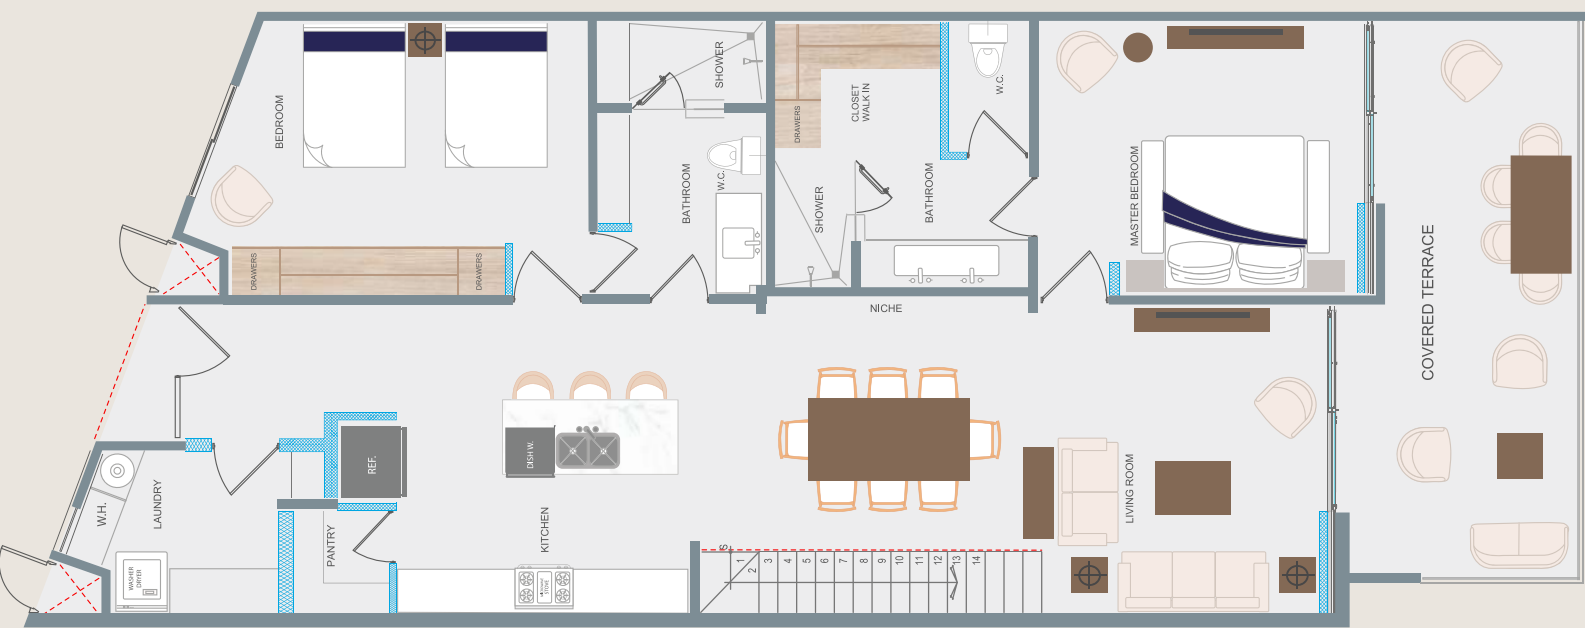 BEDROOM
SHOWER
W.C.
BATHROOM
DRAWERS
DRAWERS
DRAWERS
CLOSET
WALK IN
W.C.
SHOWER
BATHROOM
MASTER BEDROOM
COVERED TERRACE
NICHE
DISH W.
REF.
W.H.
LAUNDRY
PANTRY
KITCHEN
WASHER
DRYER
LIVING ROOM
S
1
2
3
4
5
6
7
8
9
10
11
12
13
14